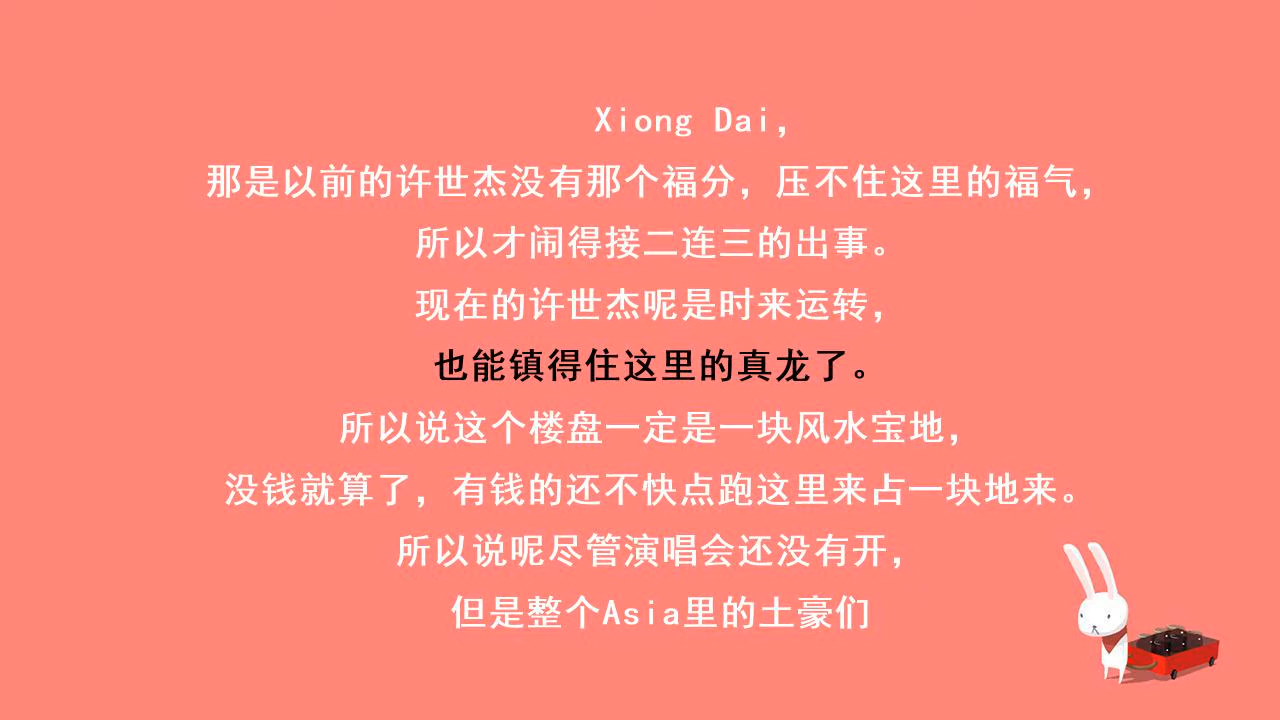 Xiong Dai，
那是以前的许世杰没有那个福分，压不住这里的福气，
所以才闹得接二连三的出事。
现在的许世杰呢是时来运转，
也能镇得住这里的真龙了。
所以说这个楼盘一定是一块风水宝地，
没钱就算了，有钱的还不快点跑这里来占一块地来。
所以说呢尽管演唱会还没有开，
但是整个Asia里的土豪们